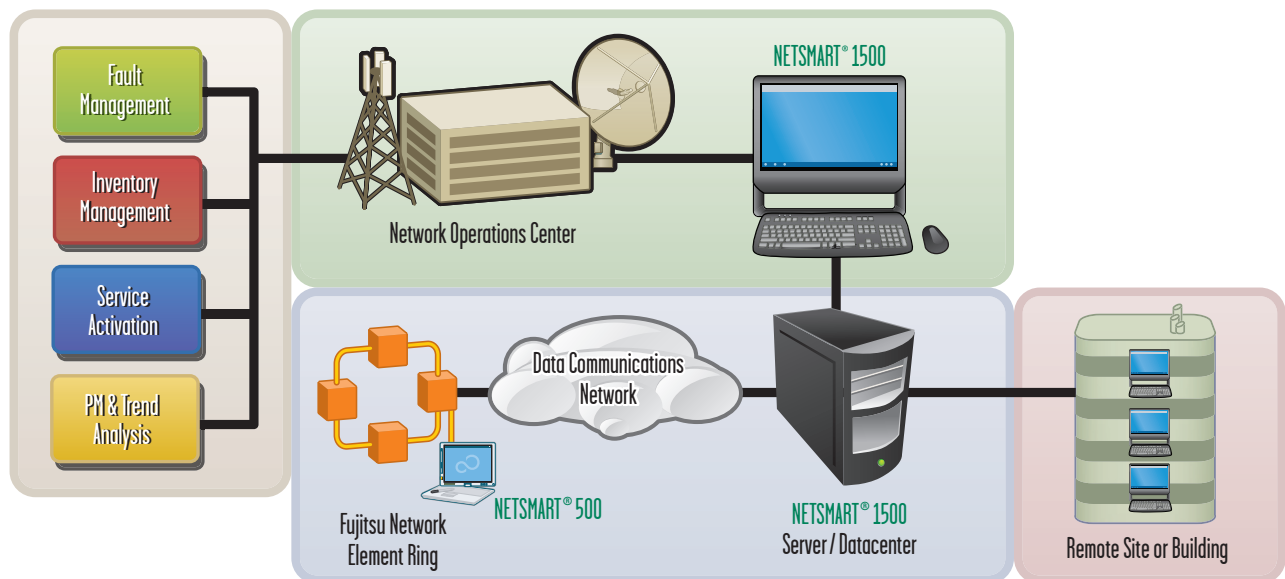 Fault
Management
Inventory
Management
Service
Activation
PM & Trend
Analysis
Network Operations Center
NETSMART® 1500
Fujitsu Network
Element Ring
NETSMART® 500
Data Communications
Network
NETSMART® 1500
Server / Datacenter
Remote Site or Building